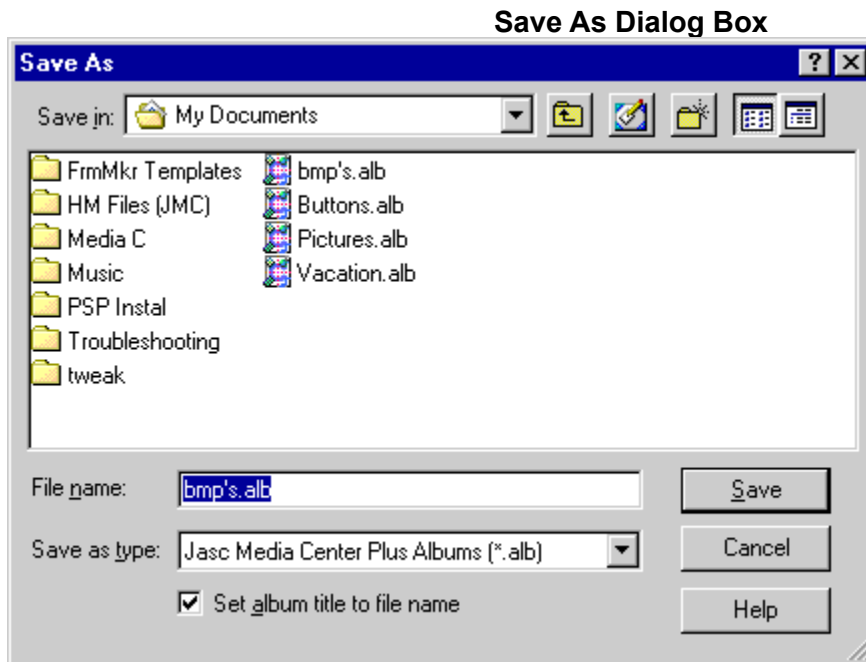 Save As Dialog Box
Save As
Save in: My Documents
FrmMkr Templates
HM Files (JMC)
Media C
Music
PSP Instal
Troubleshooting
tweak
bmp's.alb
Buttons.alb
Pictures.alb
Vacation.alb
File name: bmp's.alb
Save
Save as type: Jasc Media Center Plus Albums (*.alb)
Cancel
Set album title to file name
Help